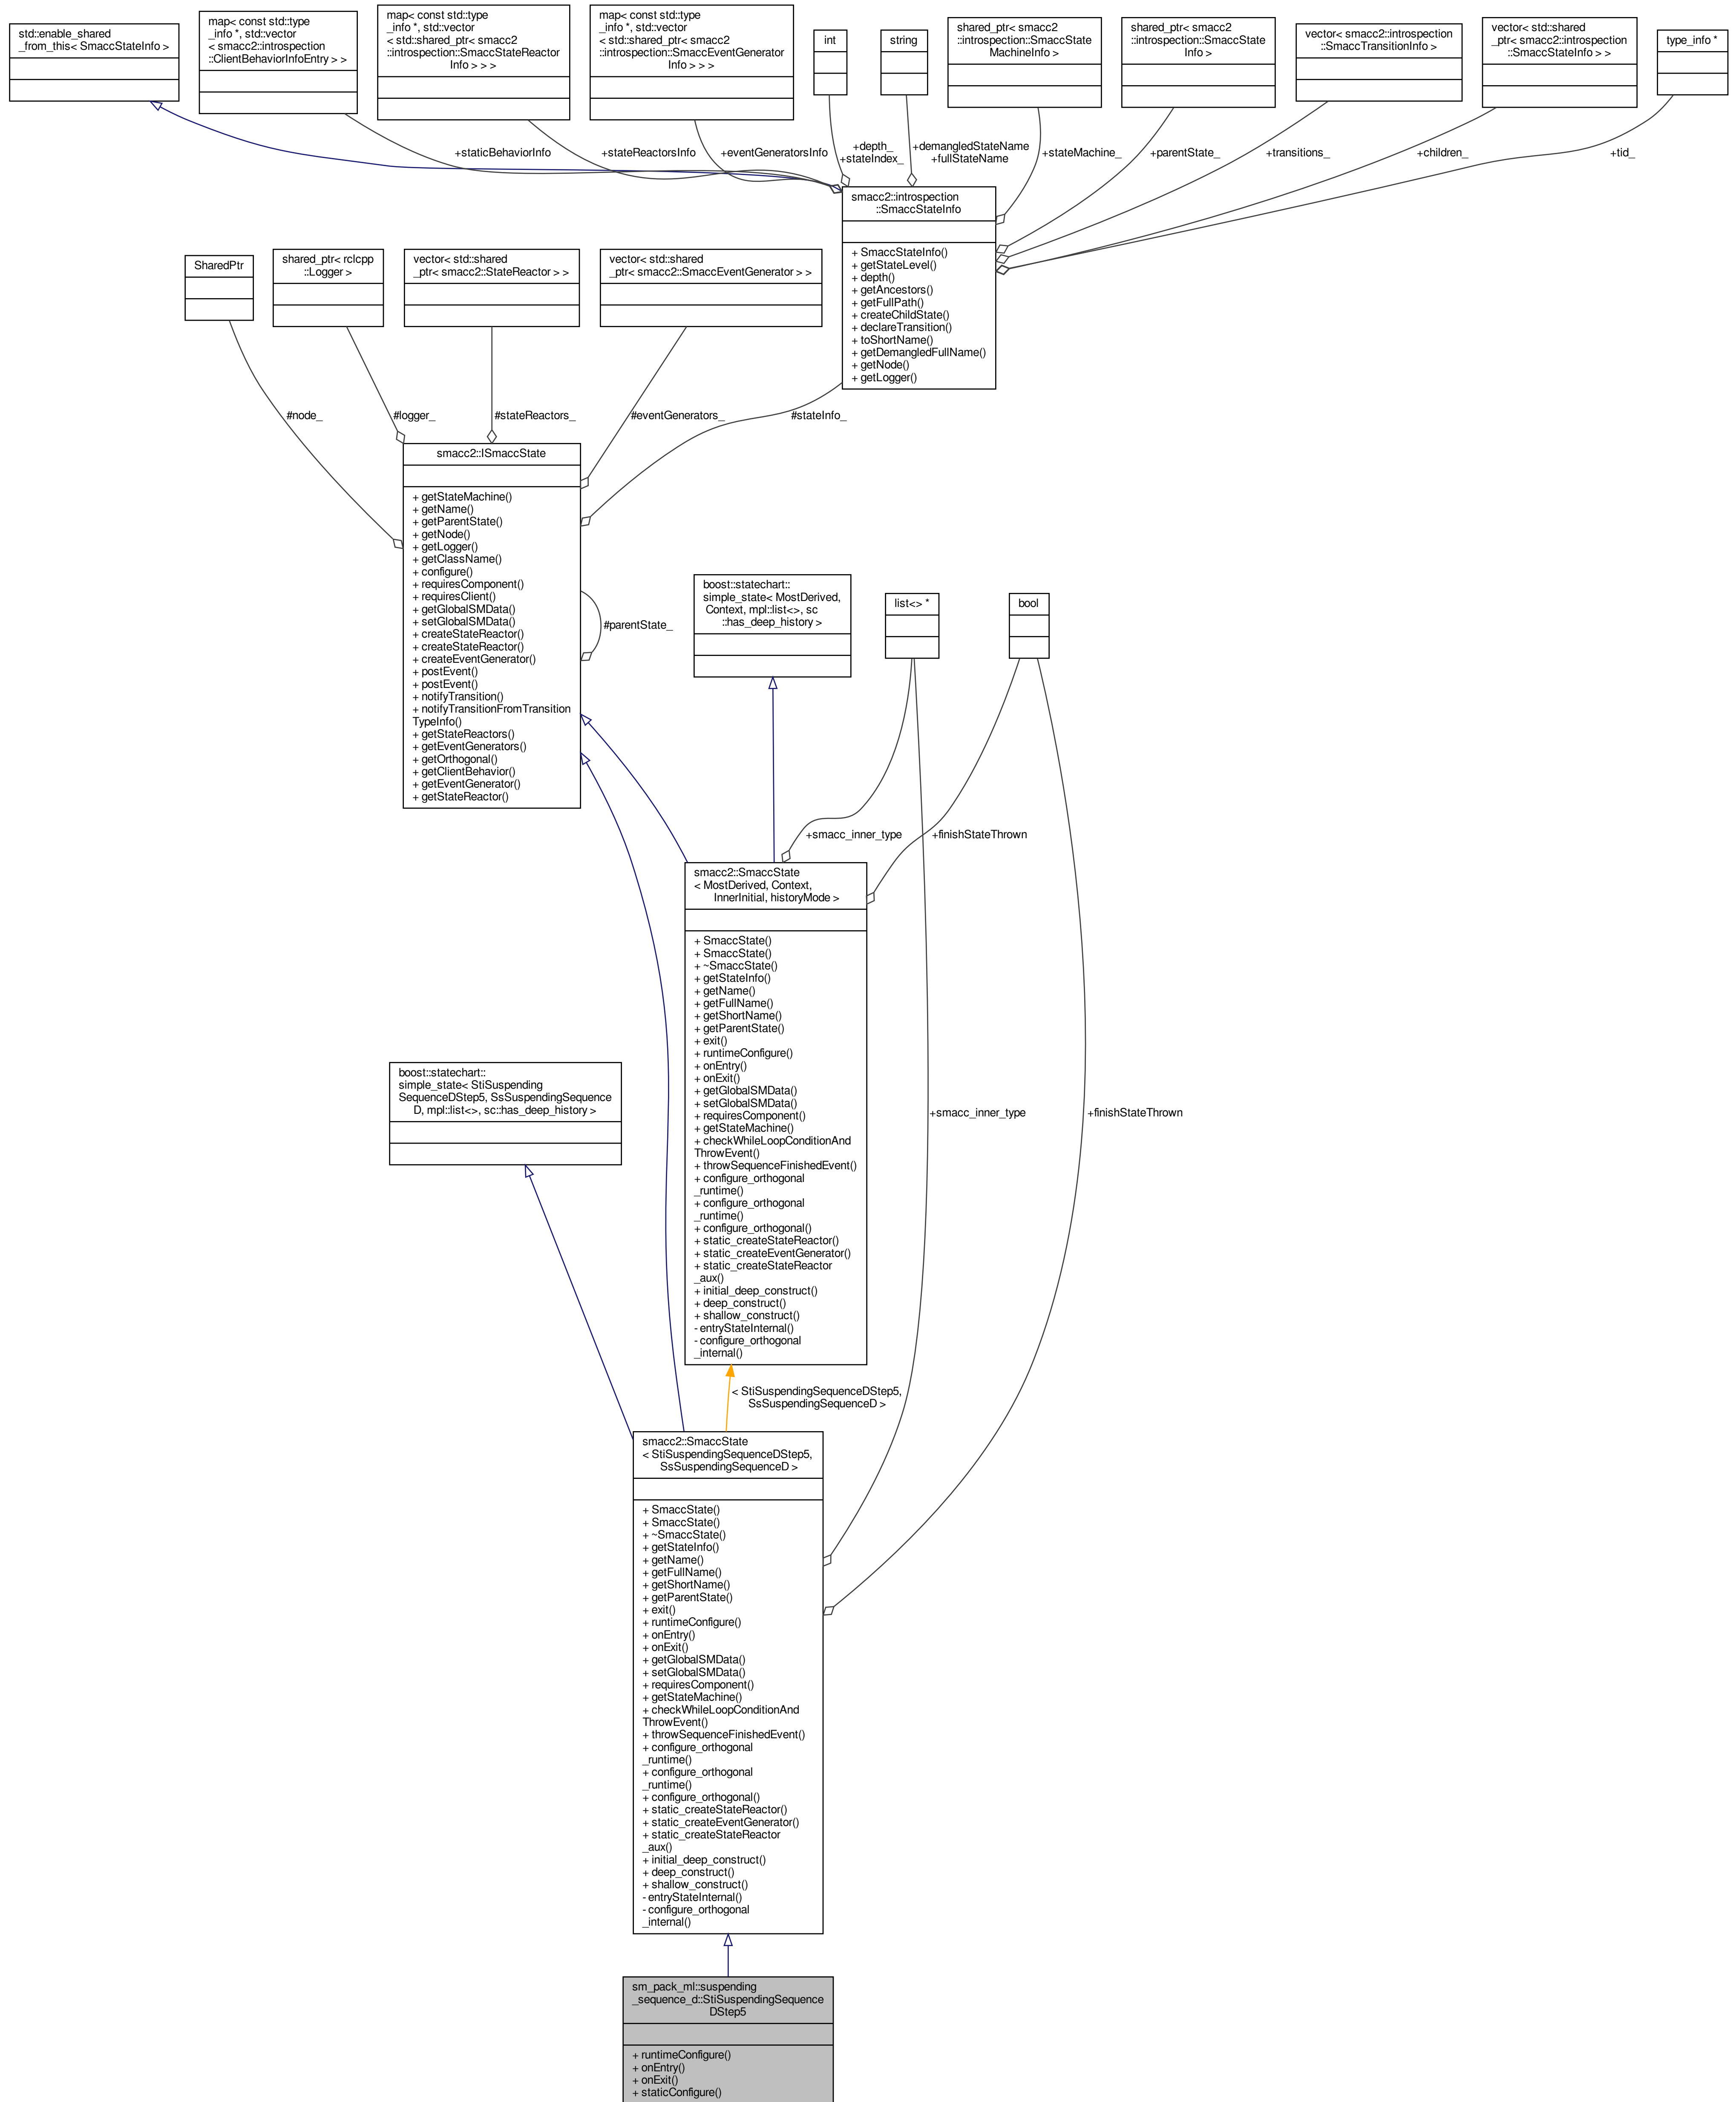 std::enable_shared
_from_this< SmaccStateInfo >
map< const std::type
_info *, std::vector
< smacc2::introspection
::ClientBehaviorInfoEntry > >
map< const std::type
_info *, std::vector
< std::shared_ptr< smacc2
::introspection::SmaccStateReactor
Info > > >
map< const std::type
_info *, std::vector
< std::shared_ptr< smacc2
::introspection::SmaccEventGenerator
Info > > >
int
string
shared_ptr< smacc2
::introspection::SmaccState
MachineInfo >
shared_ptr< smacc2
::introspection::SmaccState
Info >
vector< smacc2::introspection
::SmaccTransitionInfo >
vector< std::shared
_ptr< smacc2::introspection
::SmaccStateInfo > >
type_info *
+staticBehaviorInfo
+stateReactorsInfo
+eventGeneratorsInfo
+depth_
+stateIndex_
+demangledStateName
+fullStateName
+stateMachine_
+parentState_
+transitions_
+children_
+tid_
smacc2::introspection
::SmaccStateInfo
+ SmaccStateInfo()
+ getStateLevel()
+ depth()
+ getAncestors()
+ getFullPath()
+ createChildState()
+ declareTransition()
+ toShortName()
+ getDemangledFullName()
+ getNode()
+ getLogger()
SharedPtr
shared_ptr< rclcpp
::Logger >
vector< std::shared
_ptr< smacc2::StateReactor > >
vector< std::shared
_ptr< smacc2::SmaccEventGenerator > >
#node_
#logger_
#stateReactors_
#eventGenerators_
#stateInfo_
smacc2::ISmaccState
+ getStateMachine()
+ getName()
+ getParentState()
+ getNode()
+ getLogger()
+ getClassName()
+ configure()
+ requiresComponent()
+ requiresClient()
+ getGlobalSMData()
+ setGlobalSMData()
+ createStateReactor()
+ createStateReactor()
+ createEventGenerator()
+ postEvent()
+ postEvent()
+ notifyTransition()
+ notifyTransitionFromTransition
TypeInfo()
+ getStateReactors()
+ getEventGenerators()
+ getOrthogonal()
+ getClientBehavior()
+ getEventGenerator()
+ getStateReactor()
#parentState_
boost::statechart::
simple_state< MostDerived,
Context, mpl::list<>, sc
::has_deep_history >
list<> *
bool
+smacc_inner_type
+finishStateThrown
smacc2::SmaccState
< MostDerived, Context,
InnerInitial, historyMode >
+ SmaccState()
+ SmaccState()
+ ~SmaccState()
+ getStateInfo()
+ getName()
+ getFullName()
+ getShortName()
+ getParentState()
+ exit()
+ runtimeConfigure()
+ onEntry()
+ onExit()
+ getGlobalSMData()
+ setGlobalSMData()
+ requiresComponent()
+ getStateMachine()
+ checkWhileLoopConditionAnd
ThrowEvent()
+ throwSequenceFinishedEvent()
+ configure_orthogonal
_runtime()
+ configure_orthogonal
_runtime()
+ configure_orthogonal()
+ static_createStateReactor()
+ static_createEventGenerator()
+ static_createStateReactor
_aux()
+ initial_deep_construct()
+ deep_construct()
+ shallow_construct()
- entryStateInternal()
- configure_orthogonal
_internal()
boost::statechart::
simple_state< StiSuspending
SequenceDStep5, SsSuspendingSequence
D, mpl::list<>, sc::has_deep_history >
+smacc_inner_type
+finishStateThrown
< StiSuspendingSequenceDStep5,
SsSuspendingSequenceD >
smacc2::SmaccState
< StiSuspendingSequenceDStep5,
SsSuspendingSequenceD >
+ SmaccState()
+ SmaccState()
+ ~SmaccState()
+ getStateInfo()
+ getName()
+ getFullName()
+ getShortName()
+ getParentState()
+ exit()
+ runtimeConfigure()
+ onEntry()
+ onExit()
+ getGlobalSMData()
+ setGlobalSMData()
+ requiresComponent()
+ getStateMachine()
+ checkWhileLoopConditionAnd
ThrowEvent()
+ throwSequenceFinishedEvent()
+ configure_orthogonal
_runtime()
+ configure_orthogonal
_runtime()
+ configure_orthogonal()
+ static_createStateReactor()
+ static_createEventGenerator()
+ static_createStateReactor
_aux()
+ initial_deep_construct()
+ deep_construct()
+ shallow_construct()
- entryStateInternal()
- configure_orthogonal
_internal()
sm_pack_ml::suspending
_sequence_d::StiSuspendingSequence
DStep5
+ runtimeConfigure()
+ onEntry()
+ onExit()
+ staticConfigure()